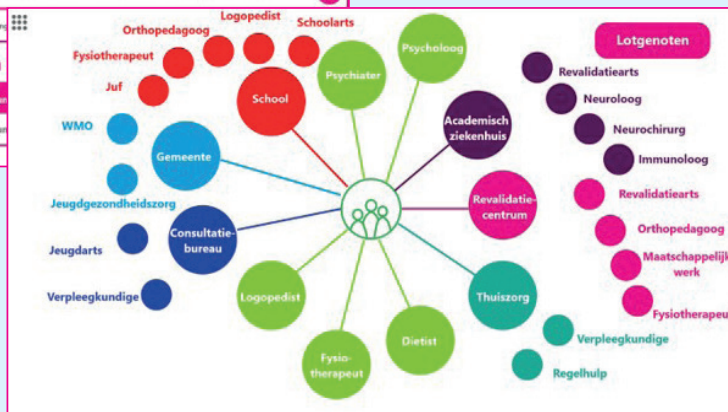 Logopedist
Schoolarts
Orthopedagoog
Fysiotherapeut
Juf
School
Psychiater
Psycholoog
Lotgenoten
WMO
Gemeente
Jeugdgezondheidszorg
Academisch
ziekenhuis
Revalidatiearts
Neuroloog
Neurochirurg
Immunoloog
Consultatie-
bureau
Jeugdarts
Verpleegkundige
Revalidatie-
centrum
Revalidatiearts
Orthopedagoog
Maatschappelijk
werk
Fysiotherapeu
Logopedist
Fysio-
therapeut
Dietist
Thuiszorg
Verpleegkundige
Regelhulp